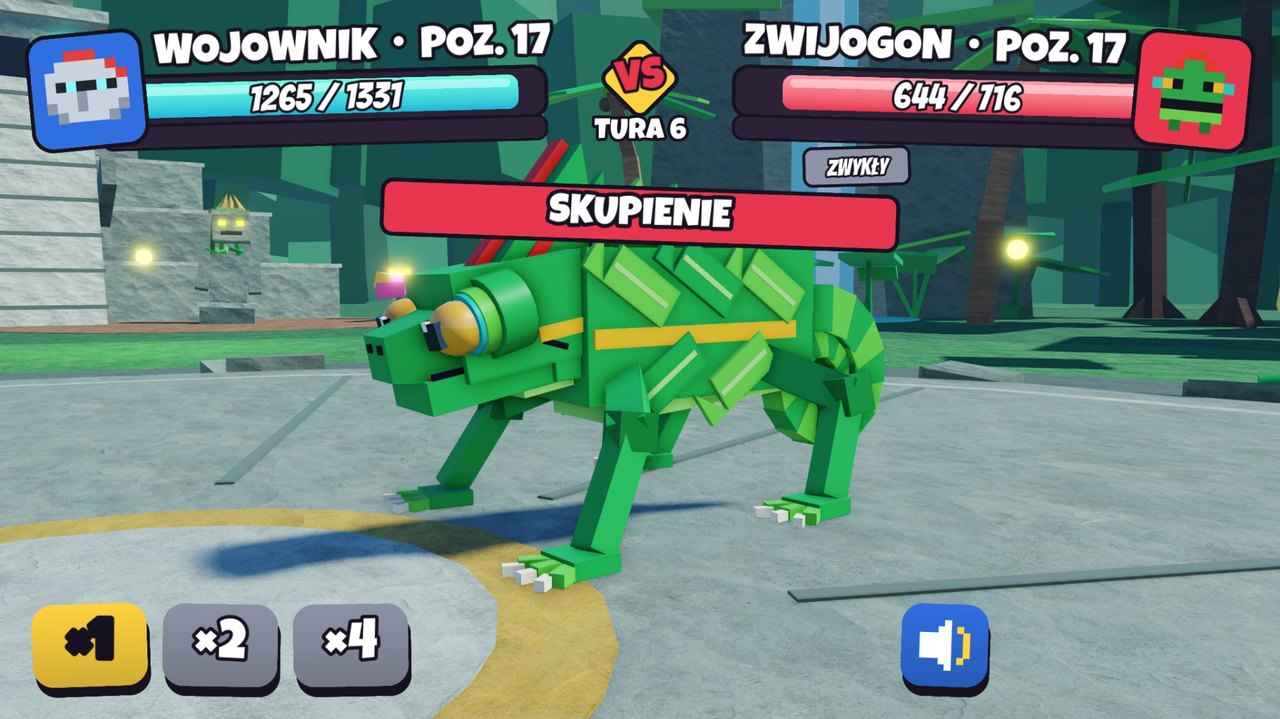 WOJOWNIK • POZ. 17
1265 / 1331
VS
TURA 6
ZWIJOGON • POZ. 17
644 / 716
ZWYKŁY
SKUPIENIE
×1
×2
×4